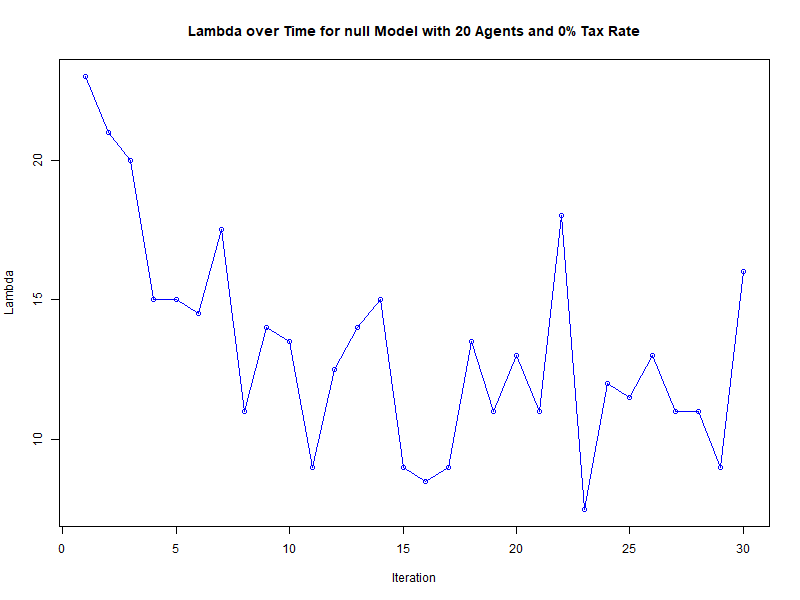 Lambda over Time for null Model with 20 Agents and 0% Tax Rate
Lambda
20
15
10
0 5 10 15 20 25 30
Iteration